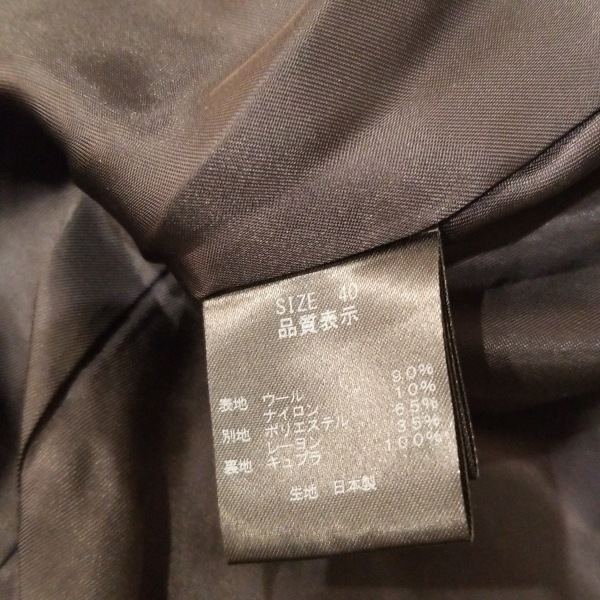 SIZE 40
品質表示
表地 ウール 90%
ナイロン 10%
別地 ポリエステル 65%
レーヨン 35%
裏地 キュプラ 100%
生地 日本製